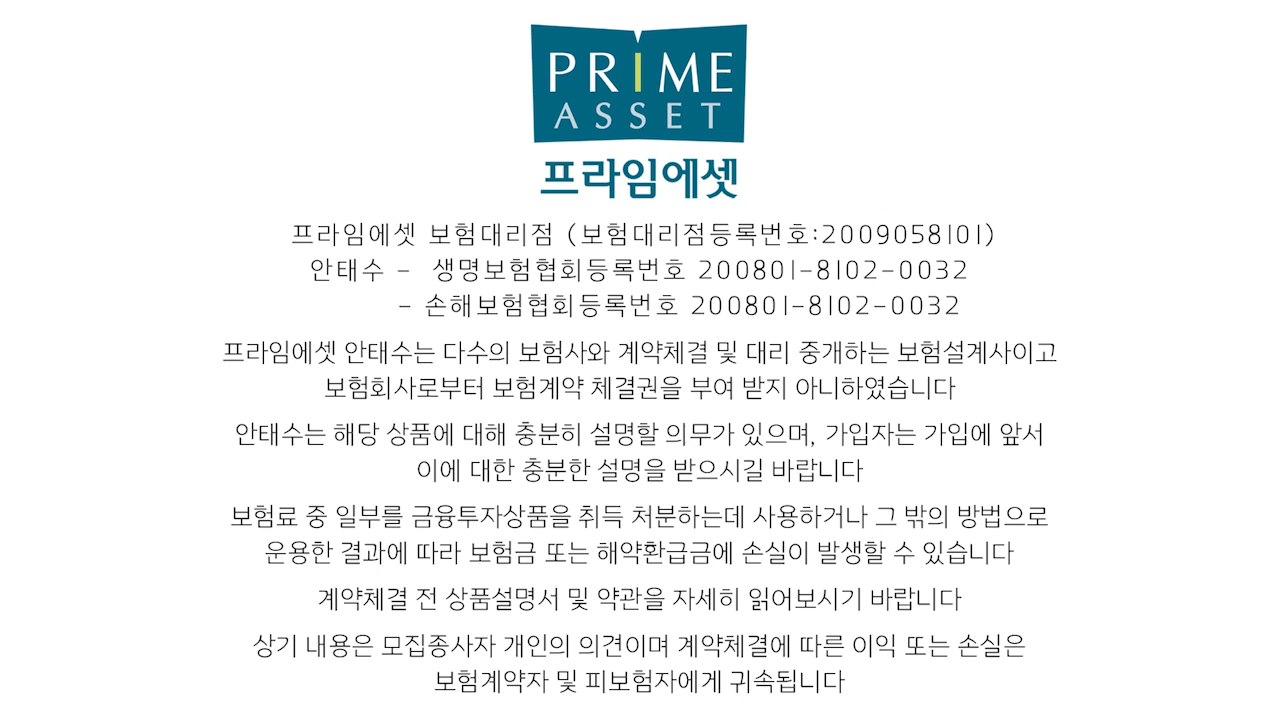 PRIME
ASSET
프라임에셋
프라임에셋 보험대리점 (보험대리점등록번호:2009058101)
안태수 - 생명보험협회등록번호 200801-8102-0032
- 손해보험협회등록번호 200801-8102-0032
프라임에셋 안태수는 다수의 보험사와 계약체결 및 대리 중개하는 보험설계사이고
보험회사로부터 보험계약 체결권을 부여 받지 아니하였습니다
안태수는 해당 상품에 대해 충분히 설명할 의무가 있으며, 가입자는 가입에 앞서
이에 대한 충분한 설명을 받으시길 바랍니다
보험료 중 일부를 금융투자상품을 취득 처분하는데 사용하거나 그 밖의 방법으로
운용한 결과에 따라 보험금 또는 해약환급금에 손실이 발생할 수 있습니다
계약체결 전 상품설명서 및 약관을 자세히 읽어보시기 바랍니다
상기 내용은 모집종사자 개인의 의견이며 계약체결에 따른 이익 또는 손실은
보험계약자 및 피보험자에게 귀속됩니다